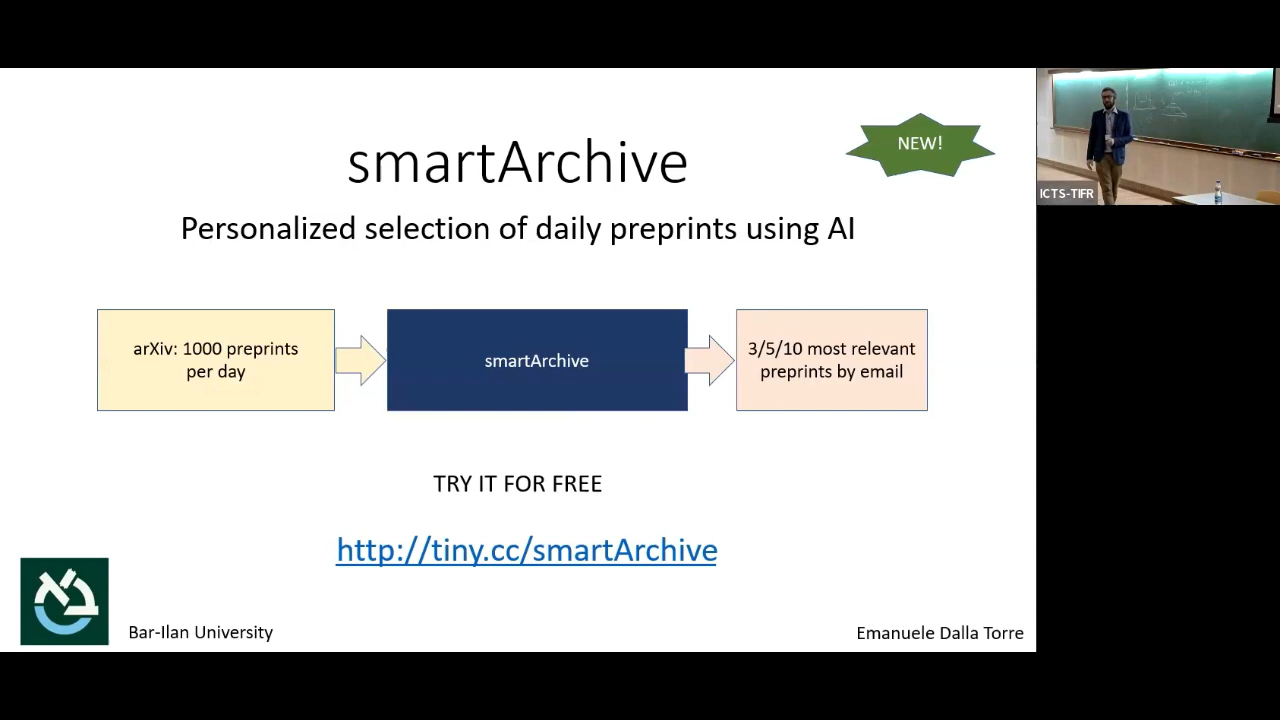 smartArchive
NEW!
Personalized selection of daily preprints using AI
arXiv: 1000 preprints
per day
smartArchive
3/5/10 most relevant
preprints by email
TRY IT FOR FREE
http://tiny.cc/smartArchive
Bar-Ilan University
Emanuele Dalla Torre
ICTS-TIFR